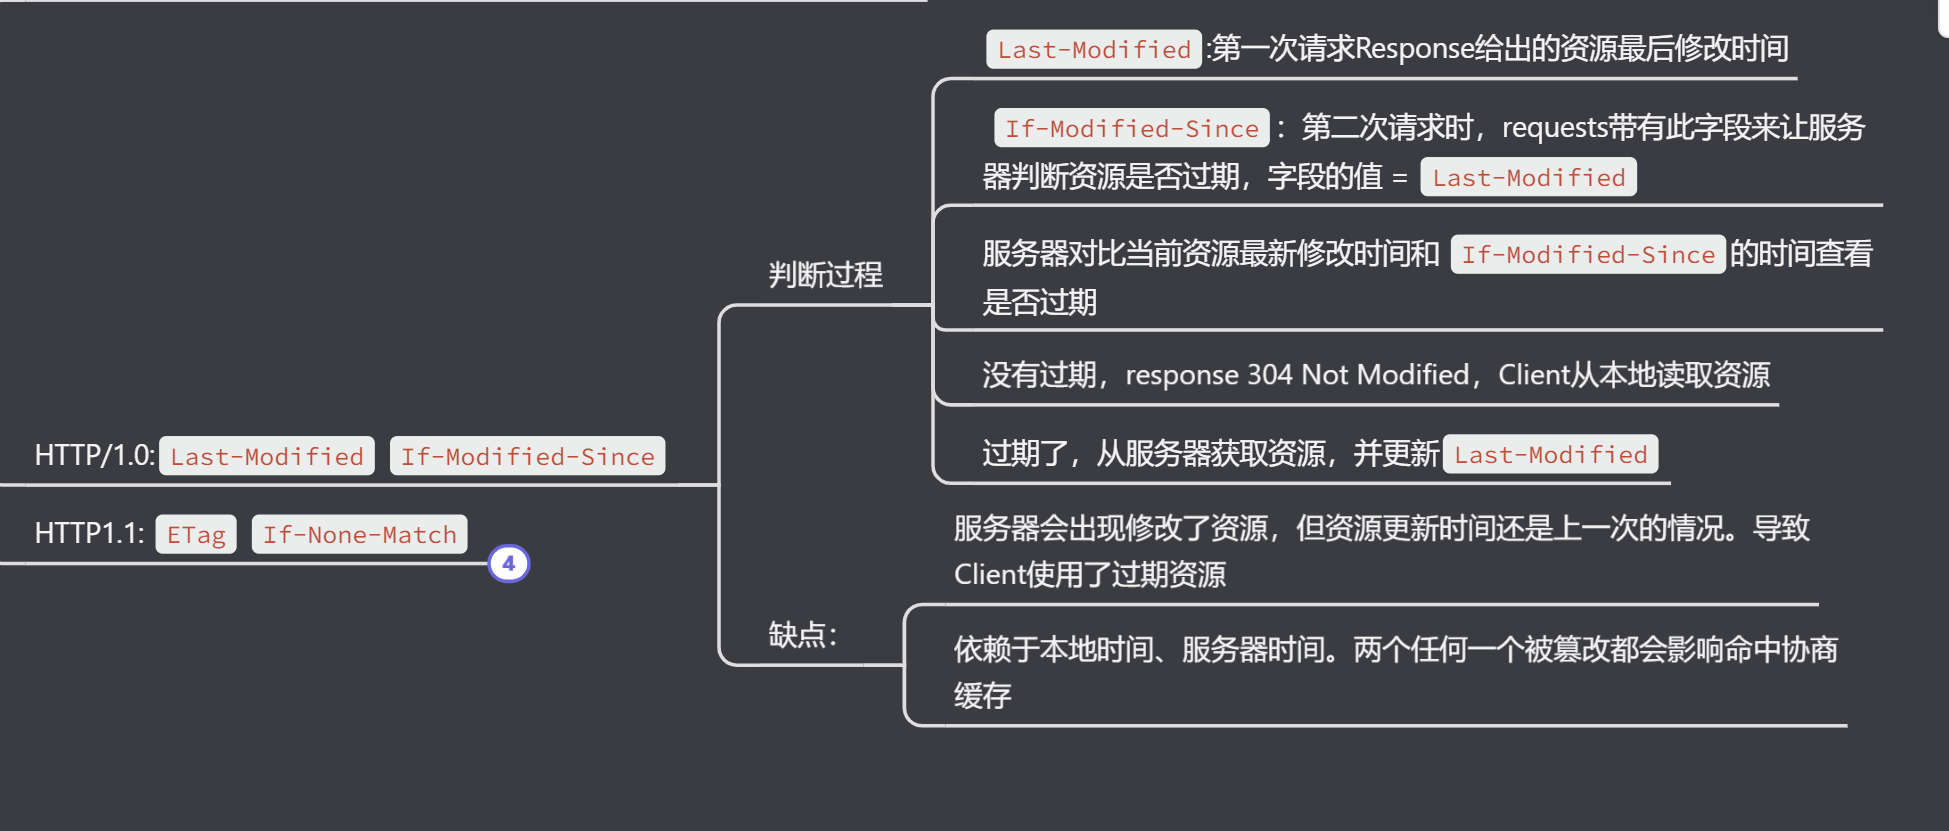 Last-Modified:第一次请求Response给出的资源最后修改时间
If-Modified-Since：第二次请求时，requests带有此字段来让服务
器判断资源是否过期，字段的值 = Last-Modified
服务器对比当前资源最新修改时间和 If-Modified-Since的时间查看
是否过期
判断过程
没有过期，response 304 Not Modified，Client从本地读取资源
过期了，从服务器获取资源，并更新Last-Modified
HTTP/1.0:Last-Modified If-Modified-Since
HTTP1.1: ETag If-None-Match
4
服务器会出现修改了资源，但资源更新时间还是上一次的情况。导致
Client使用了过期资源
缺点：
依赖于本地时间、服务器时间。两个任何一个被篡改都会影响命中协商
缓存